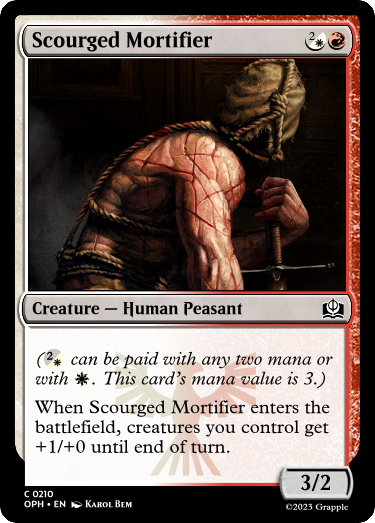 Scourged Mortifier 2
Creature — Human Peasant
(2 can be paid with any two mana or
with . This card's mana value is 3.)
When Scourged Mortifier enters the
battlefield, creatures you control get
+1/+0 until end of turn.
3/2
C 0210
OPH • EN KAROL BEM
©2023 Grapple